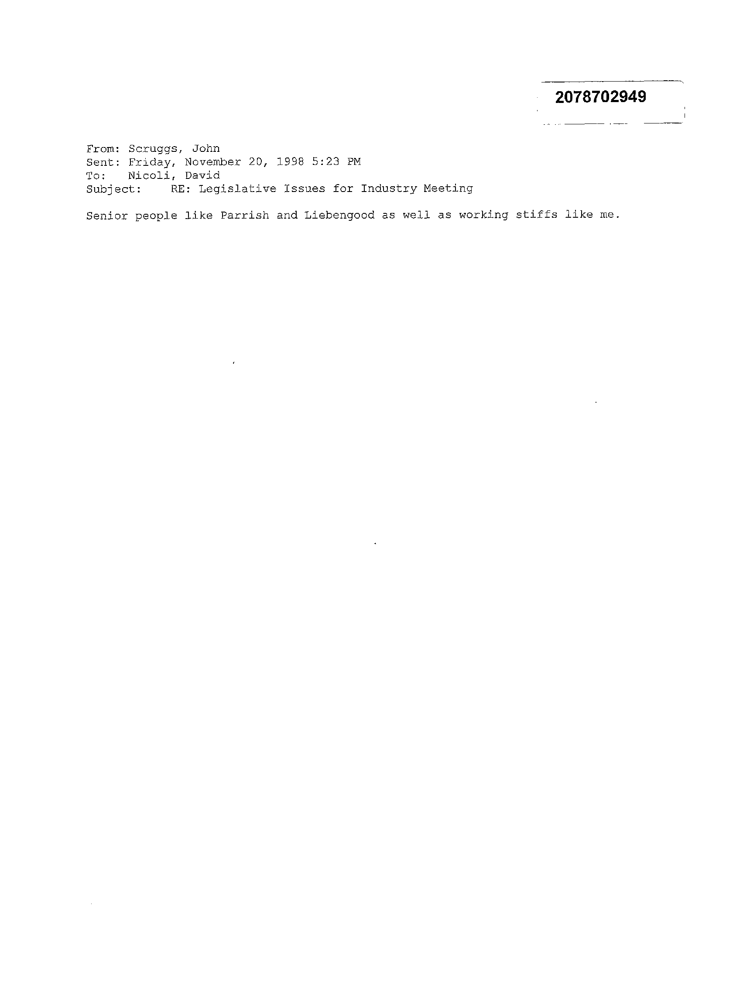 2078702949
From: Scruggs, John
Sent: Friday, November 20, 1998 5:23 PM
To: Nicoli, David
Subject: RE: Legislative Issues for Industry Meeting
Senior people like Parrish and Liebengood as well as working stiffs like me.